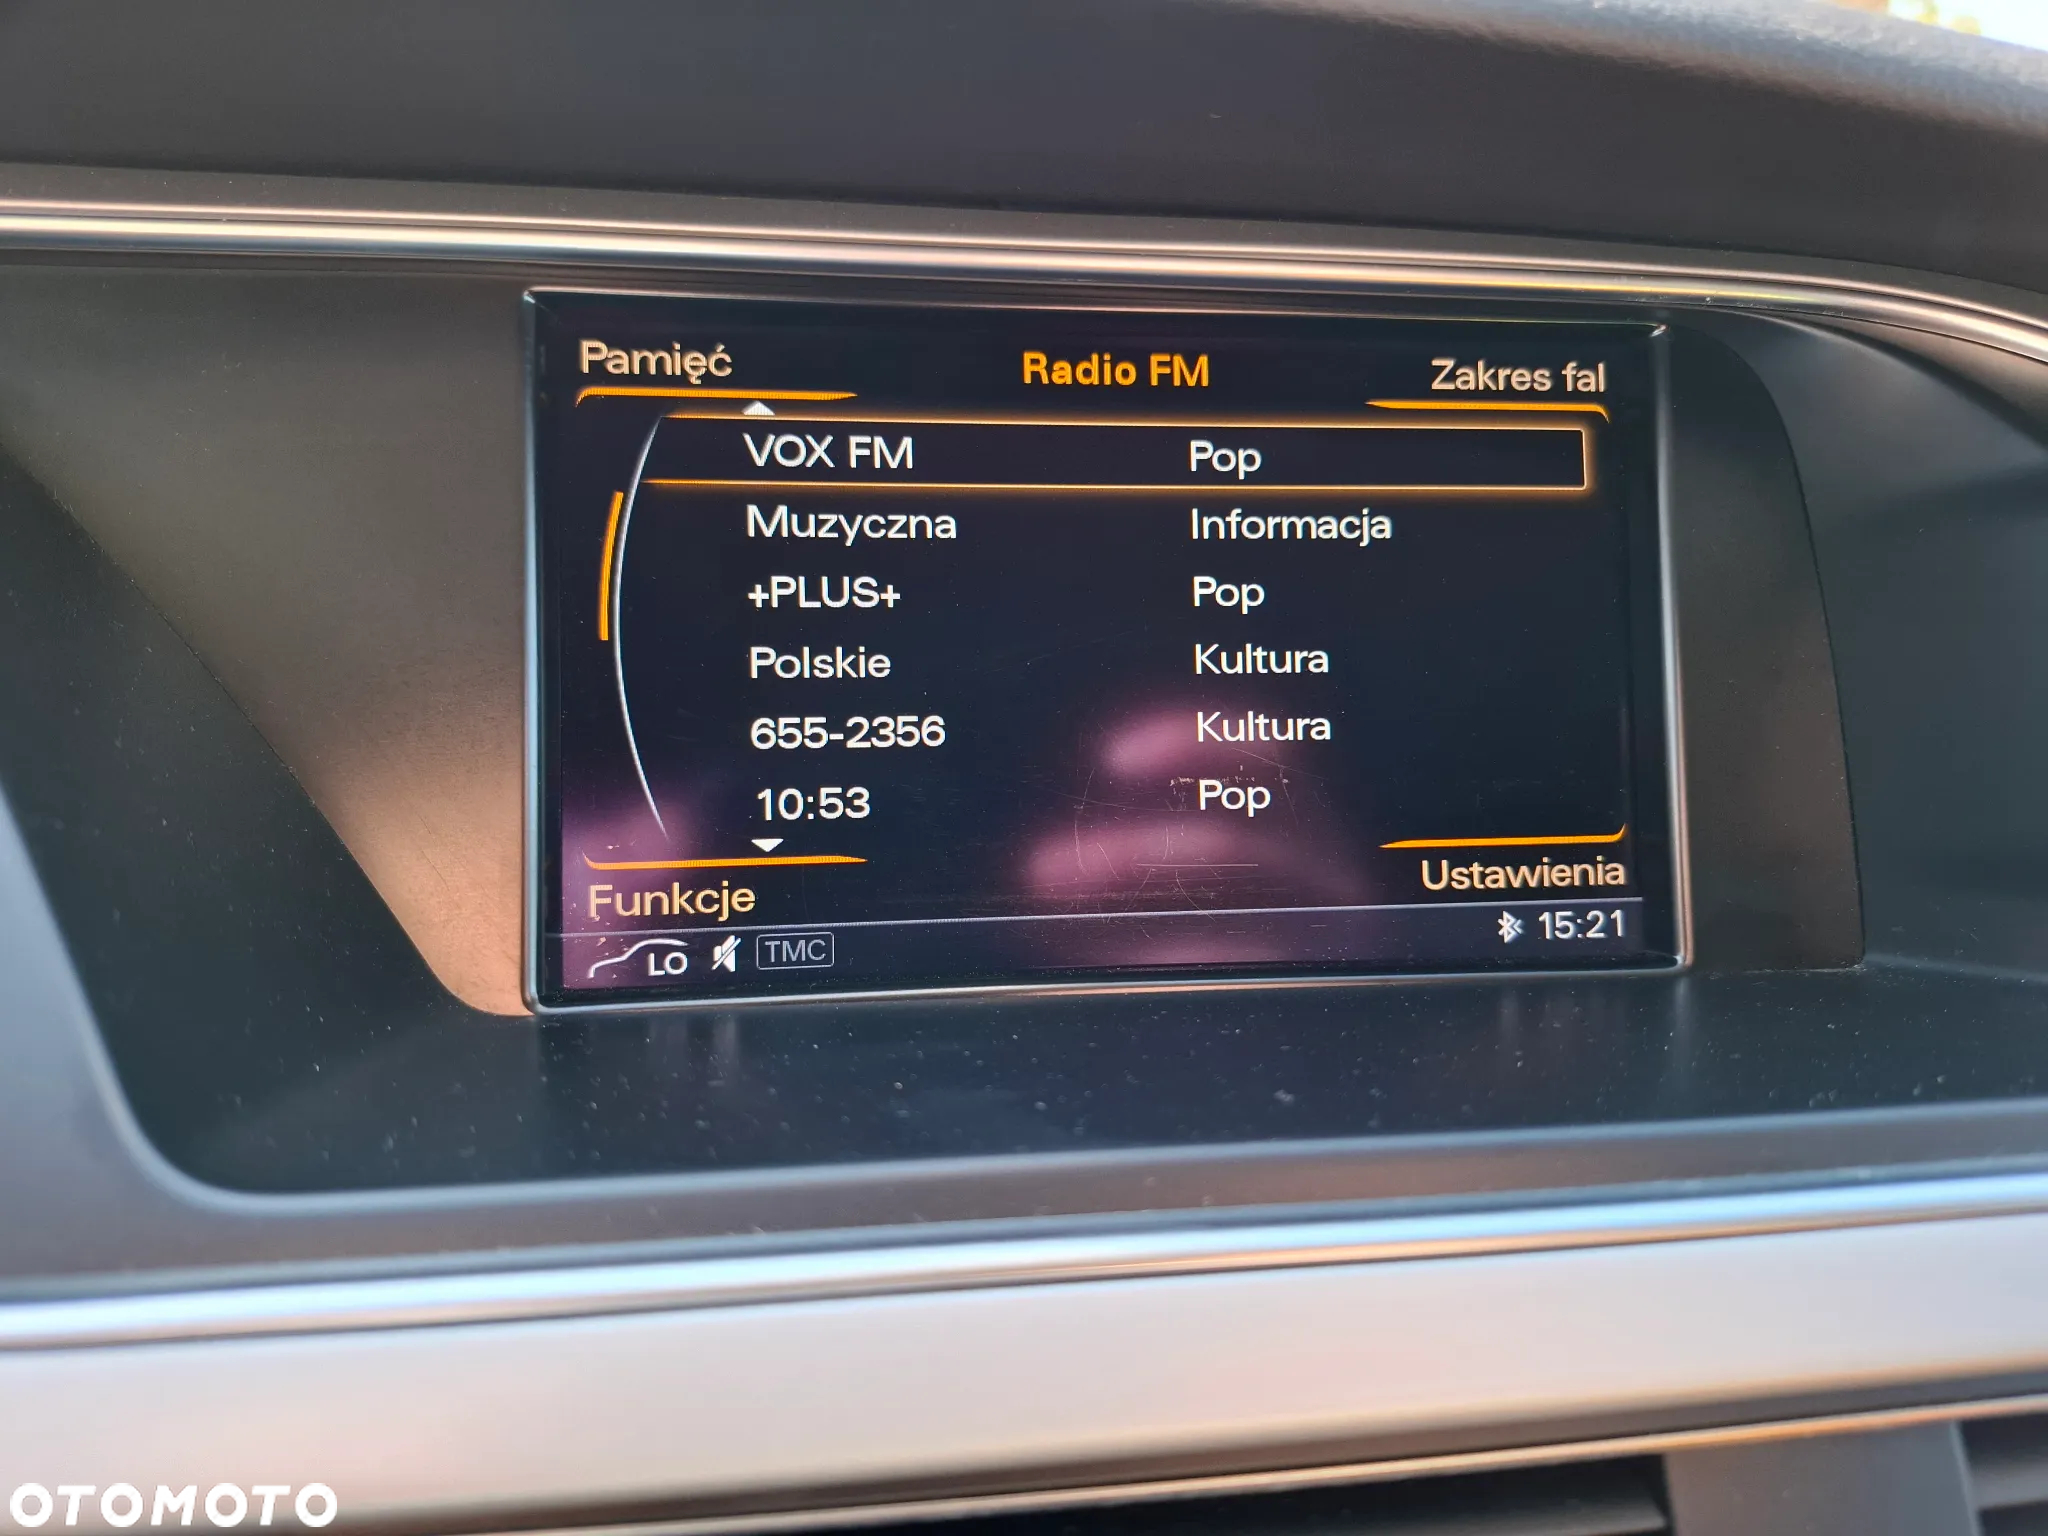 Pamięć Radio FM Zakres fal
VOX FM Pop
Muzyczna Informacja
+PLUS+ Pop
Polskie Kultura
655-2356 Kultura
10:53 Pop
Funkcje Ustawienia
LO TMC 15:21
OTOMOTO